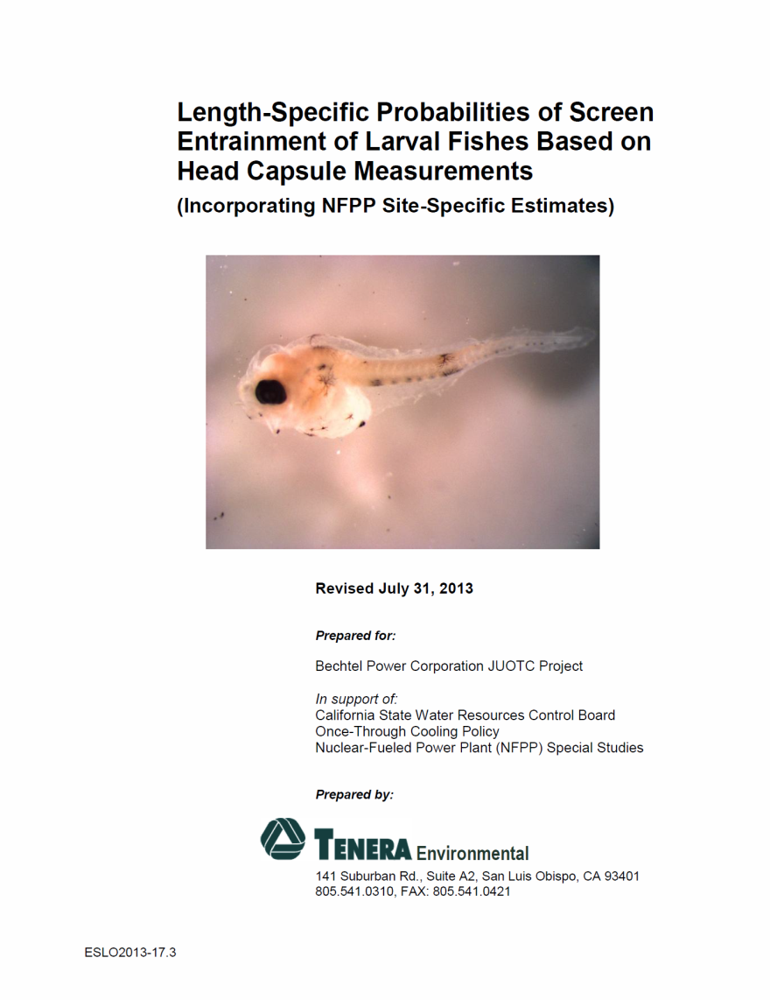 Length-Specific Probabilities of Screen
Entrainment of Larval Fishes Based on
Head Capsule Measurements
(Incorporating NFPP Site-Specific Estimates)
Revised July 31, 2013
Prepared for:
Bechtel Power Corporation JUOTC Project
In support of:
California State Water Resources Control Board
Once-Through Cooling Policy
Nuclear-Fueled Power Plant (NFPP) Special Studies
Prepared by:
TENERA Environmental
141 Suburban Rd., Suite A2, San Luis Obispo, CA 93401
805.541.0310, FAX: 805.541.0421
ESLO2013-17.3